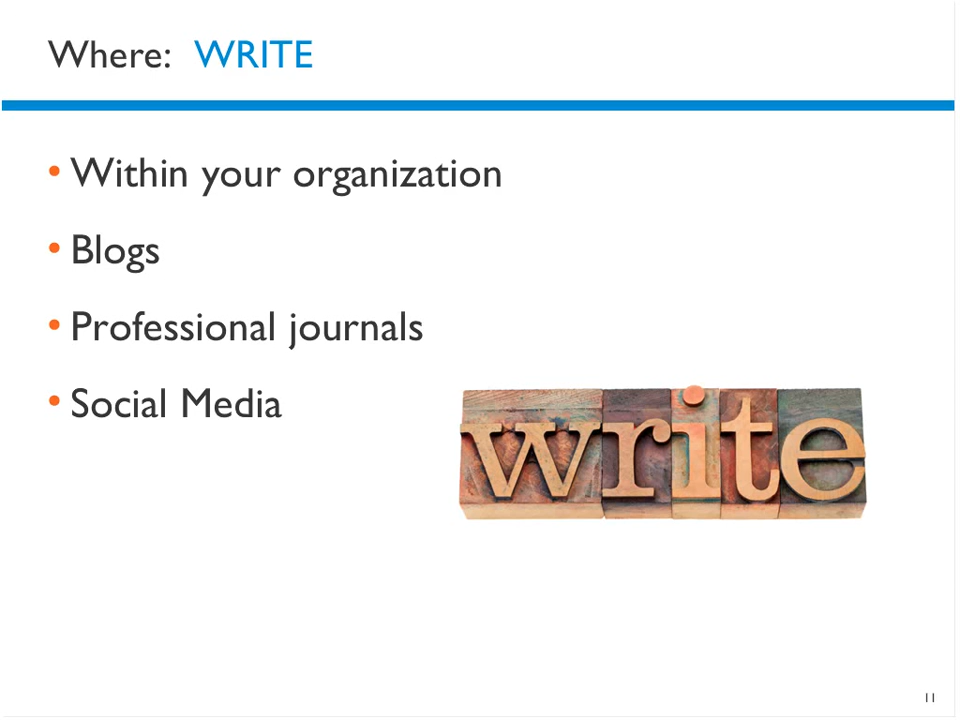 Where: WRITE
• Within your organization
• Blogs
• Professional journals
• Social Media
write
11